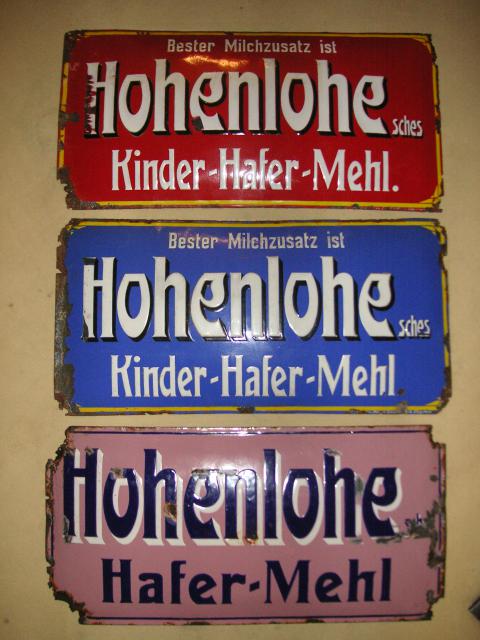 Bester Milchzusatz ist
Hohenlohe sches
Kinder-Hafer-Mehl.
Bester Milchzusatz ist
Hohenlohe sches
Kinder-Hafer-Mehl
Hohenlohe
Hafer-Mehl